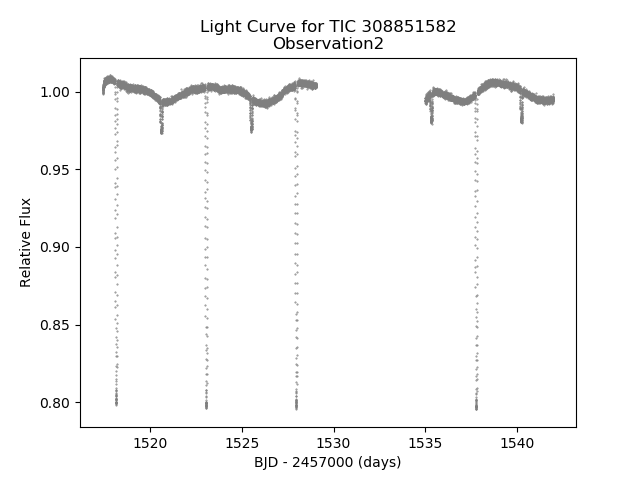 Light Curve for TIC 308851582
Observation2
1.00
0.95
0.90
0.85
0.80
Relative Flux
1520
1525
1530
1535
1540
BJD - 2457000 (days)